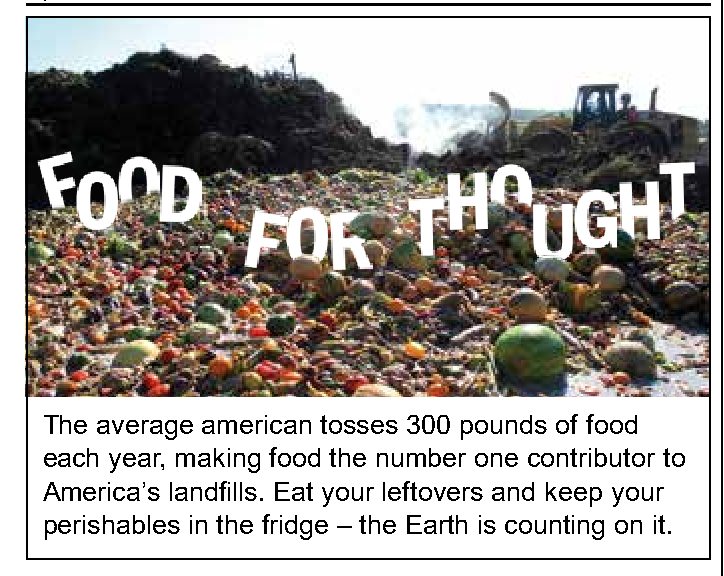 FOOD FOR THOUGHT
The average american tosses 300 pounds of food
each year, making food the number one contributor to
America's landfills. Eat your leftovers and keep your
perishables in the fridge – the Earth is counting on it.